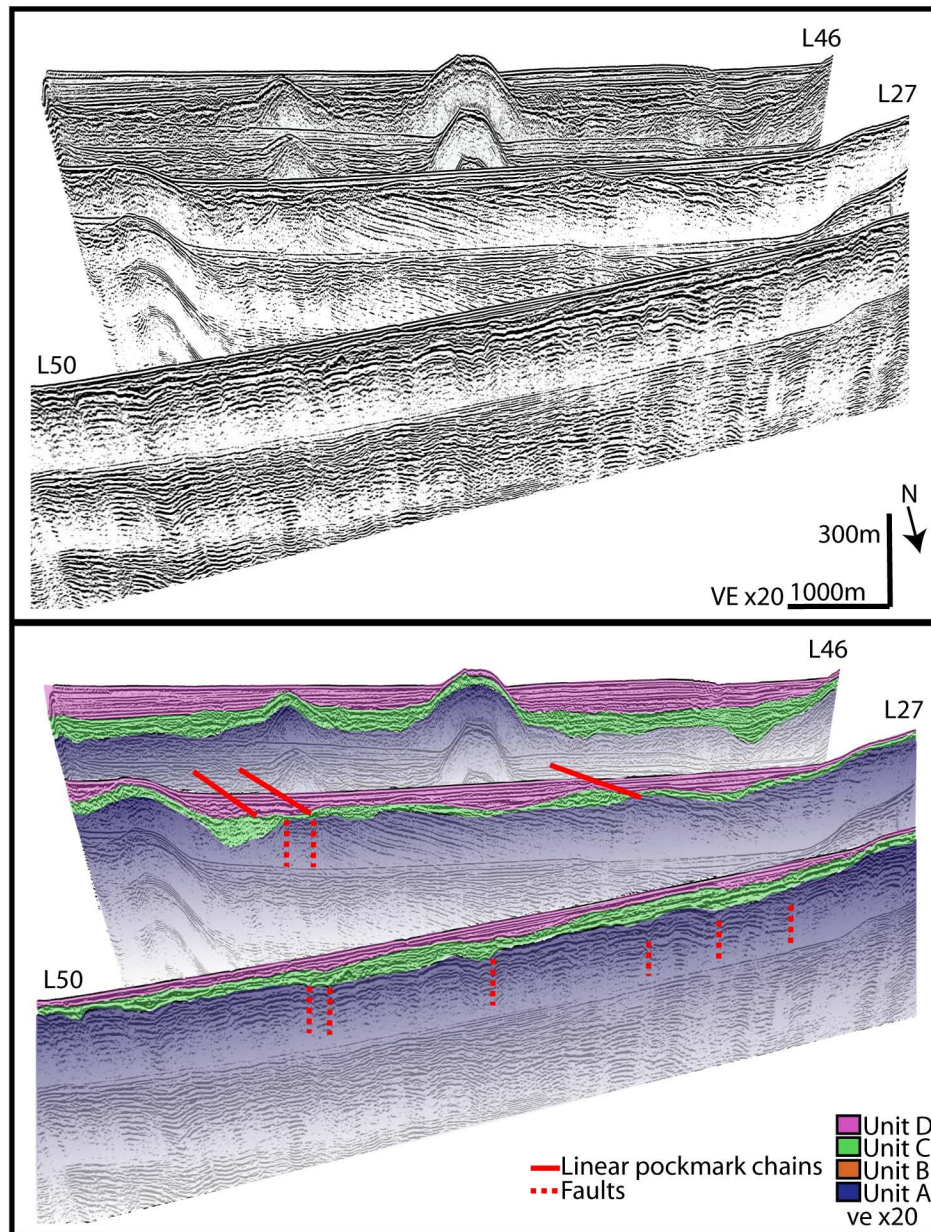 L46
L27
L50
N
300m
VE x20 1000m
L46
L27
L50
Unit D
Unit C
Linear pockmark chains Unit B
Faults Unit A
ve x20